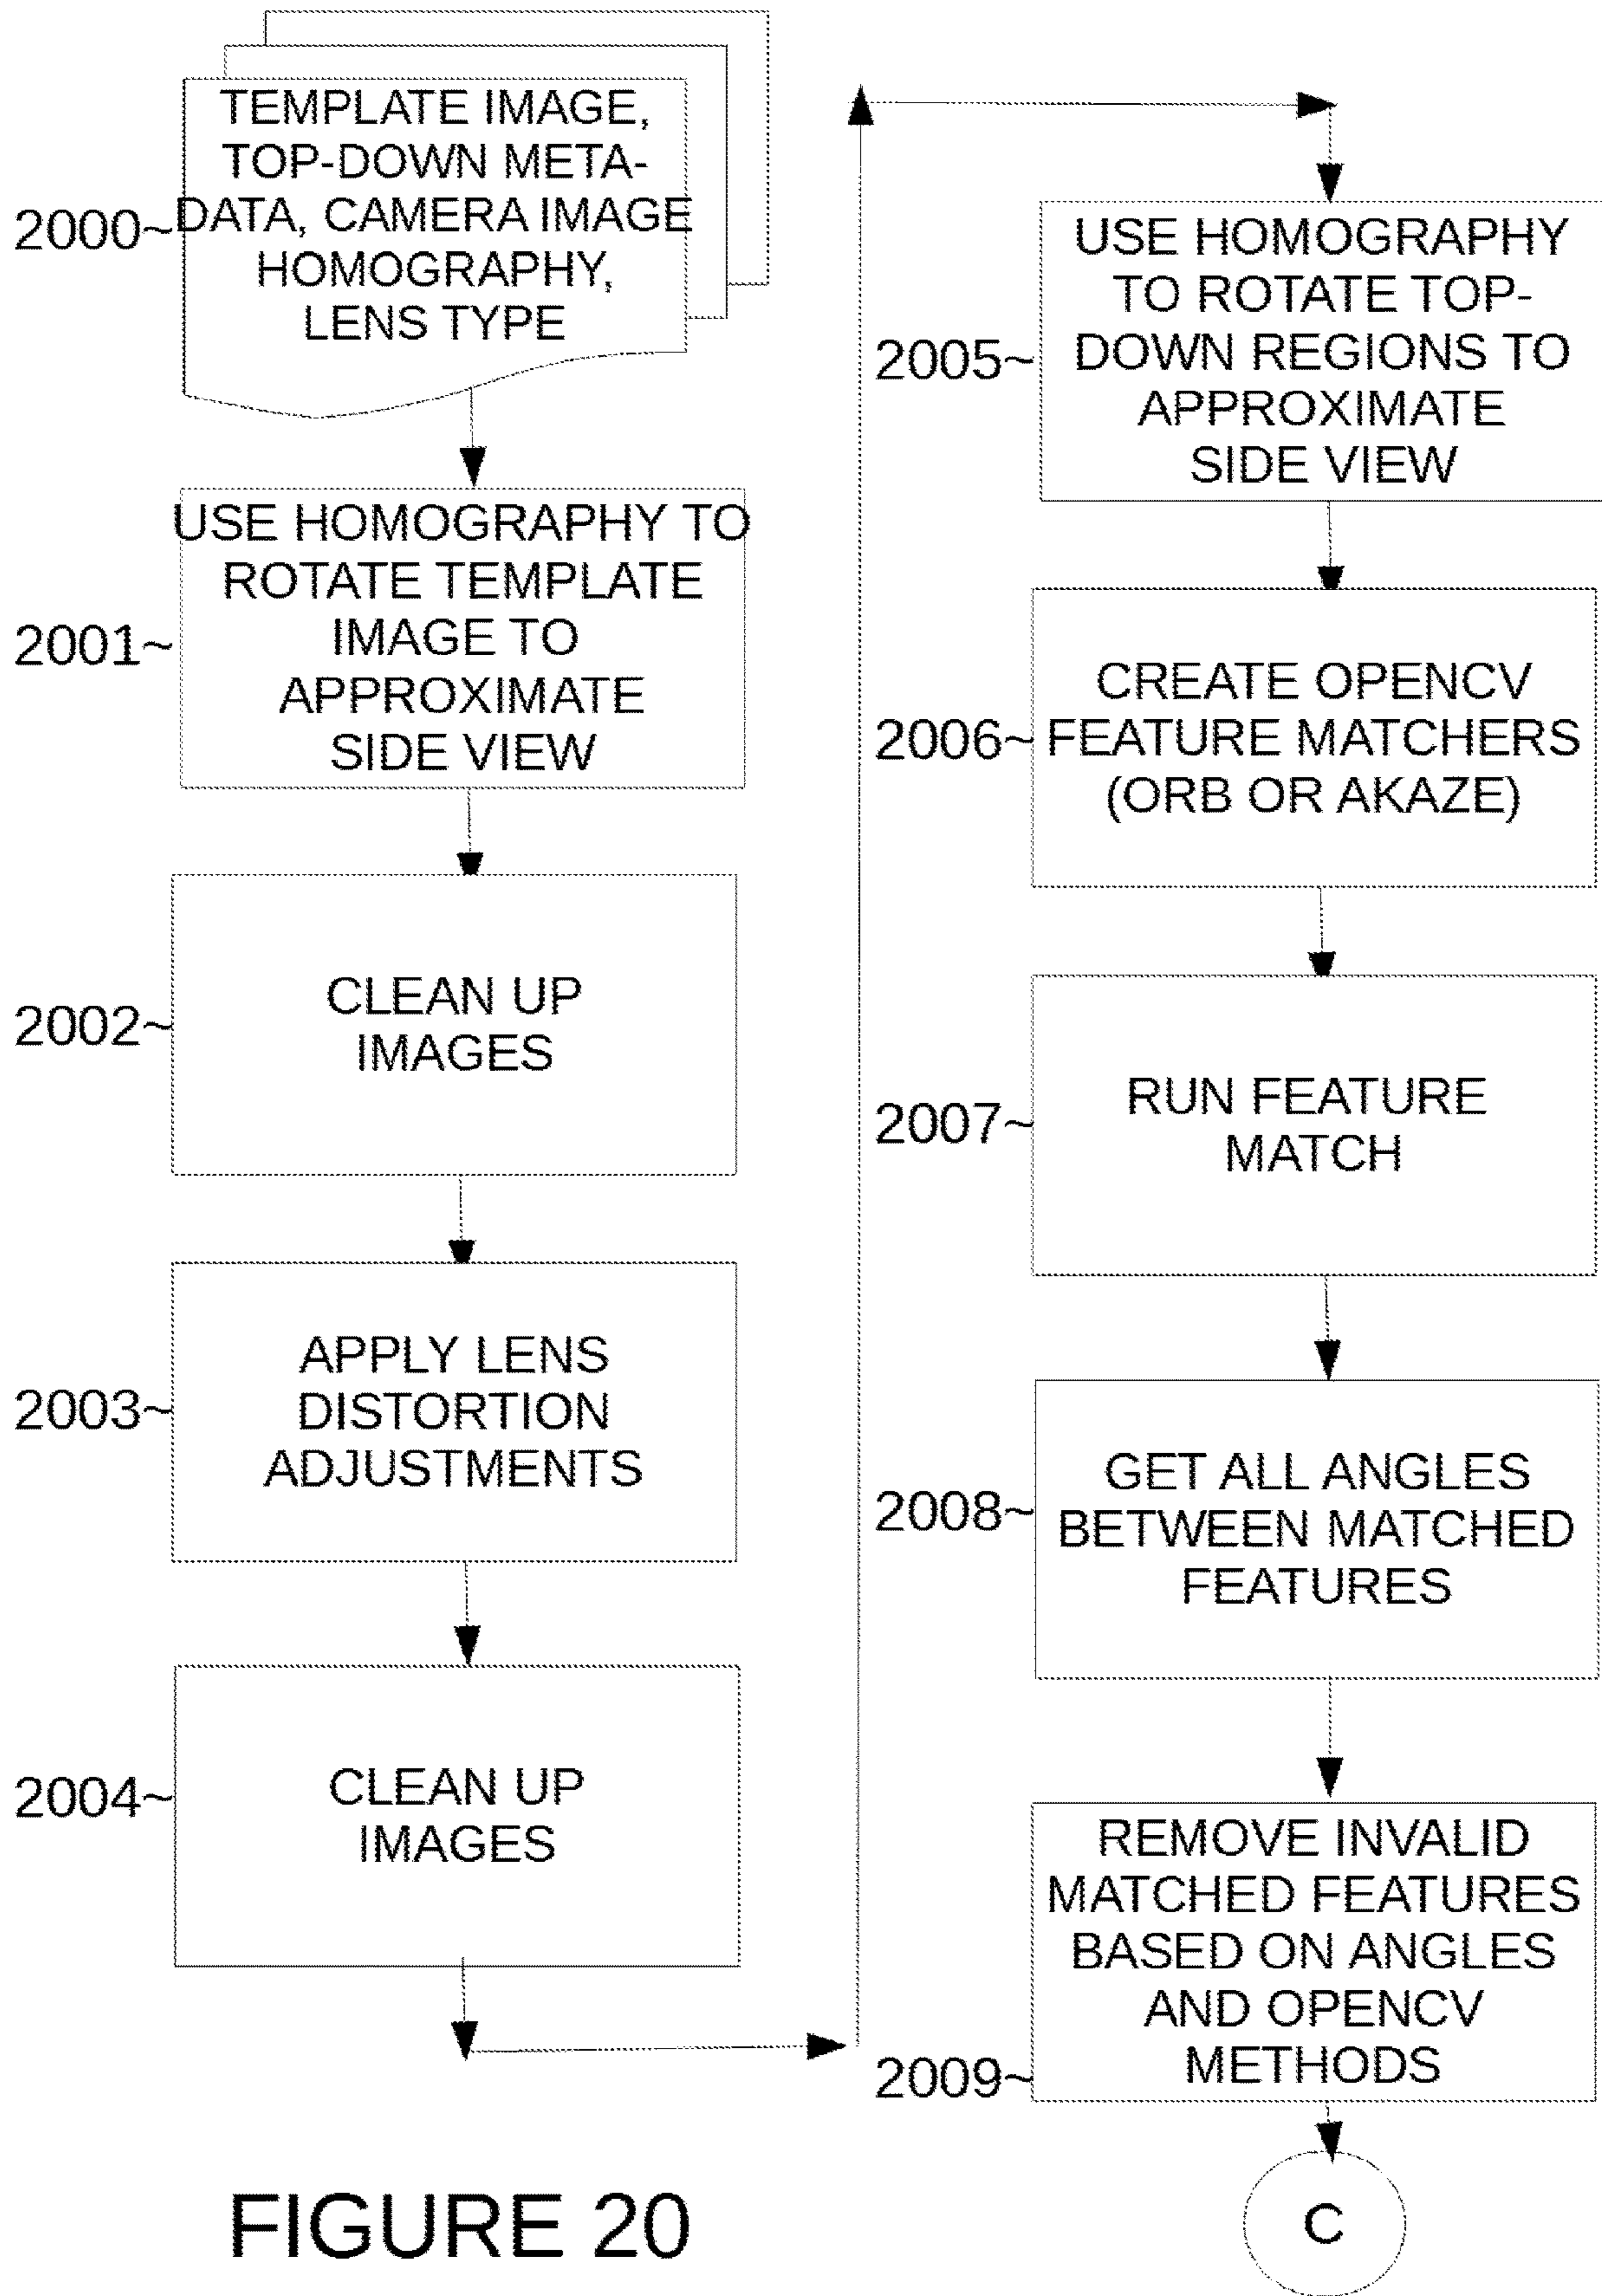 TEMPLATE IMAGE,
TOP-DOWN META-
2000~ DATA, CAMERA IMAGE
HOMOGRAPHY,
LENS TYPE
USE HOMOGRAPHY TO
ROTATE TEMPLATE
2001~ IMAGE TO
APPROXIMATE
SIDE VIEW
2002~ CLEAN UP
IMAGES
2003~ APPLY LENS
DISTORTION
ADJUSTMENTS
2004~ CLEAN UP
IMAGES
USE HOMOGRAPHY
TO ROTATE TOP-
2005~ DOWN REGIONS TO
APPROXIMATE
SIDE VIEW
CREATE OPENCV
2006~ FEATURE MATCHERS
(ORB OR AKAZE)
2007~ RUN FEATURE
MATCH
GET ALL ANGLES
2008~ BETWEEN MATCHED
FEATURES
REMOVE INVALID
MATCHED FEATURES
BASED ON ANGLES
AND OPENCV
2009~ METHODS
C
FIGURE 20